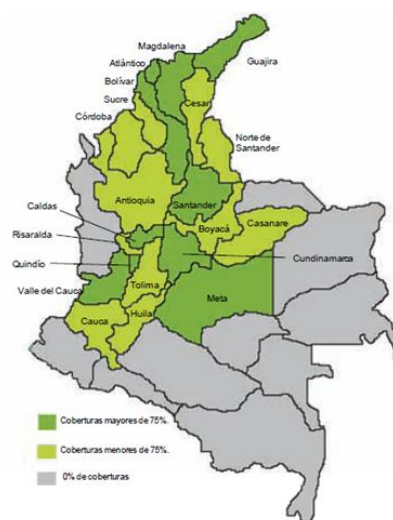 Magdalena
Atlántico
Guajira
Bolívar
Sucre
Cesar
Córdoba
Norte de
Santander
Antioquia
Santander
Caldas
Boyacá
Casanare
Risaralda
Quindío
Cundinamarca
Tolima
Valle del Cauca
Meta
Huila
Cauca
Coberturas mayores de 75%.
Coberturas menores de 75%.
0% de coberturas